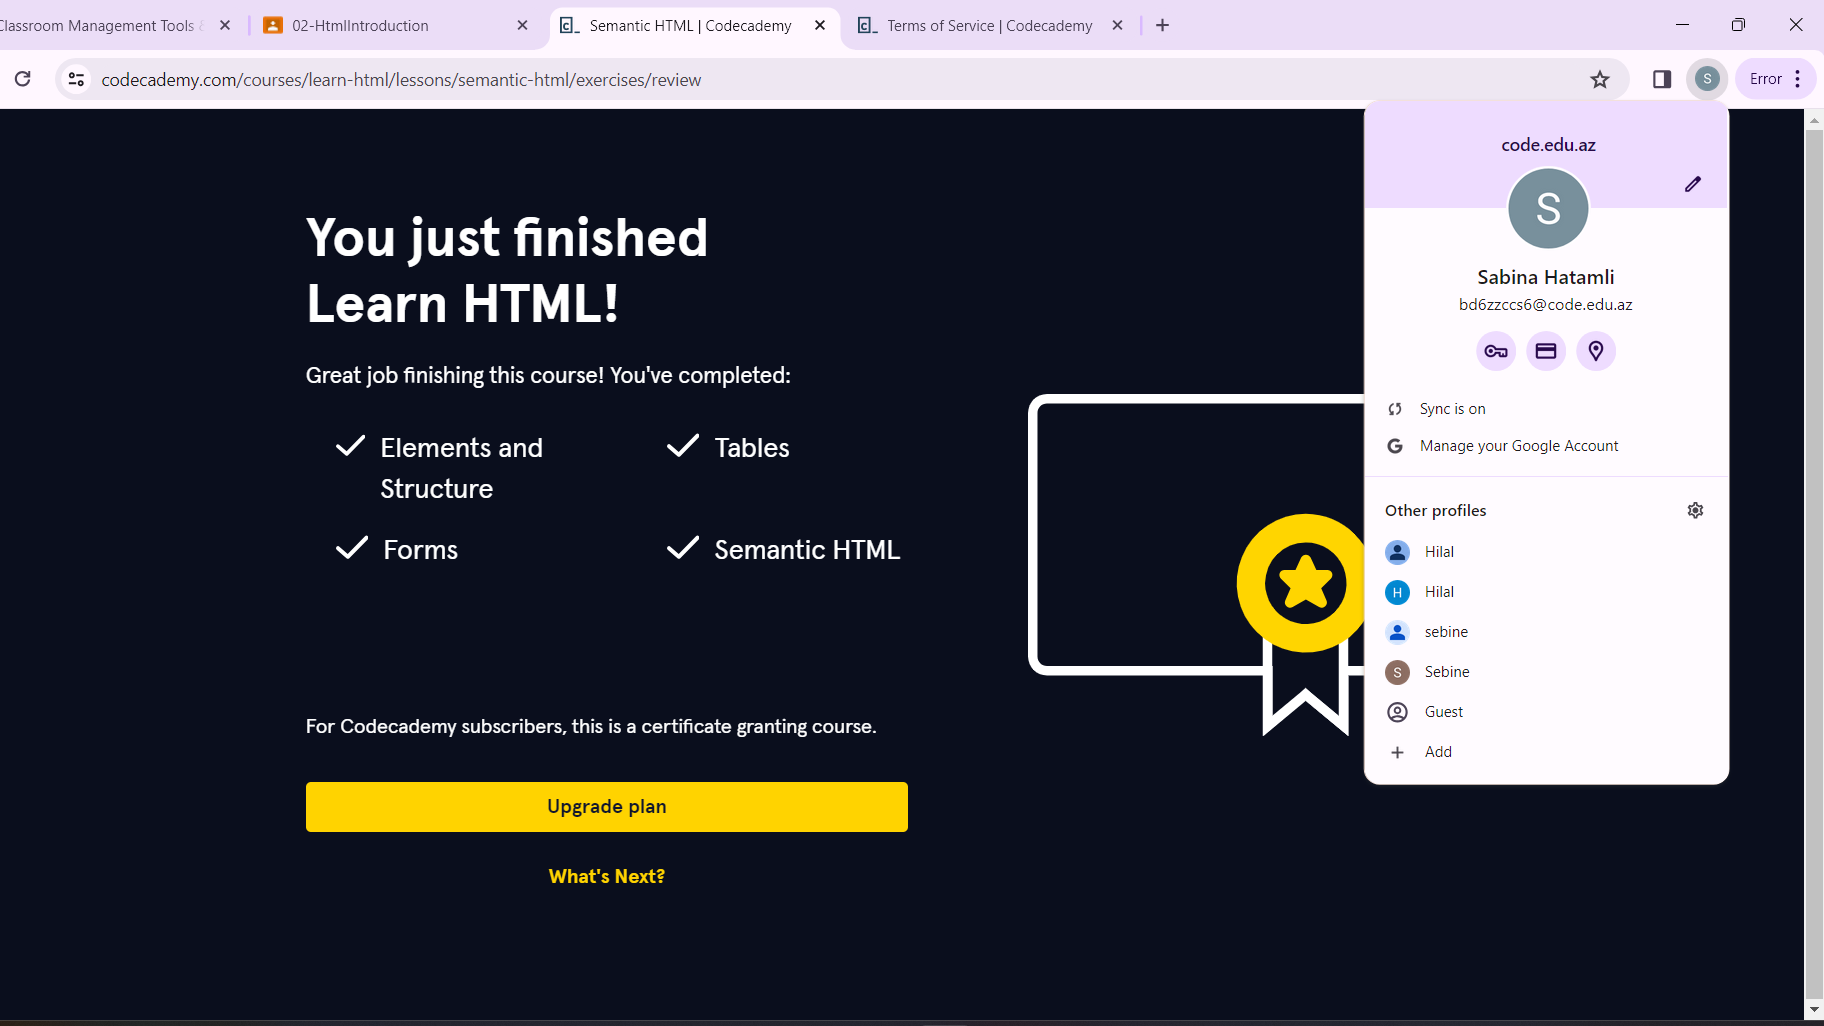 Classroom Management Tools &
02-HtmlIntroduction
Semantic HTML | Codecademy
Terms of Service | Codecademy
codecademy.com/courses/learn-html/lessons/semantic-html/exercises/review
S
Error
You just finished
Learn HTML!
Great job finishing this course! You've completed:
Elements and
Structure
Tables
Forms
Semantic HTML
For Codecademy subscribers, this is a certificate granting course.
Upgrade plan
What's Next?
code.edu.az
S
Sabina Hatamli
bd6zzccs6@code.edu.az
Sync is on
G Manage your Google Account
Other profiles
Hilal
H Hilal
sebine
S Sebine
Guest
Add